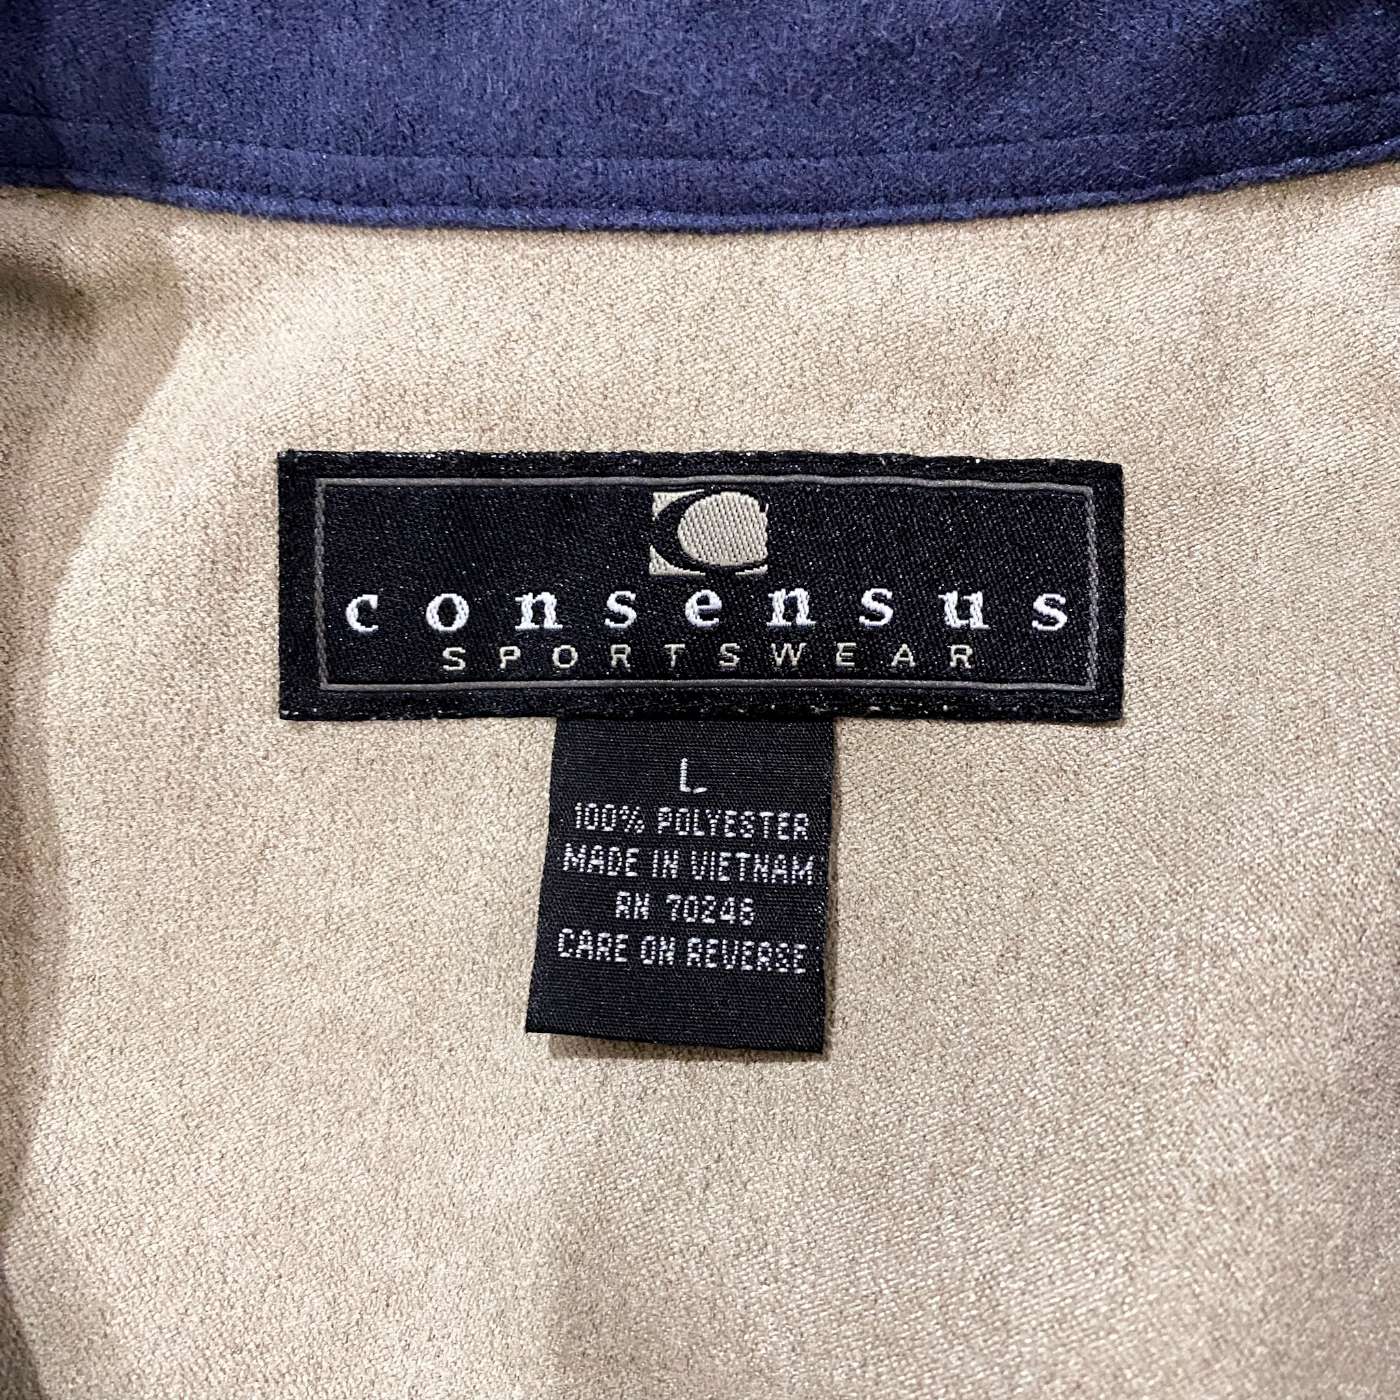 consensus
SPORTSWEAR
L
100% POLYESTER
MADE IN VIETNAM
RN 70246
CARE ON REVERSE